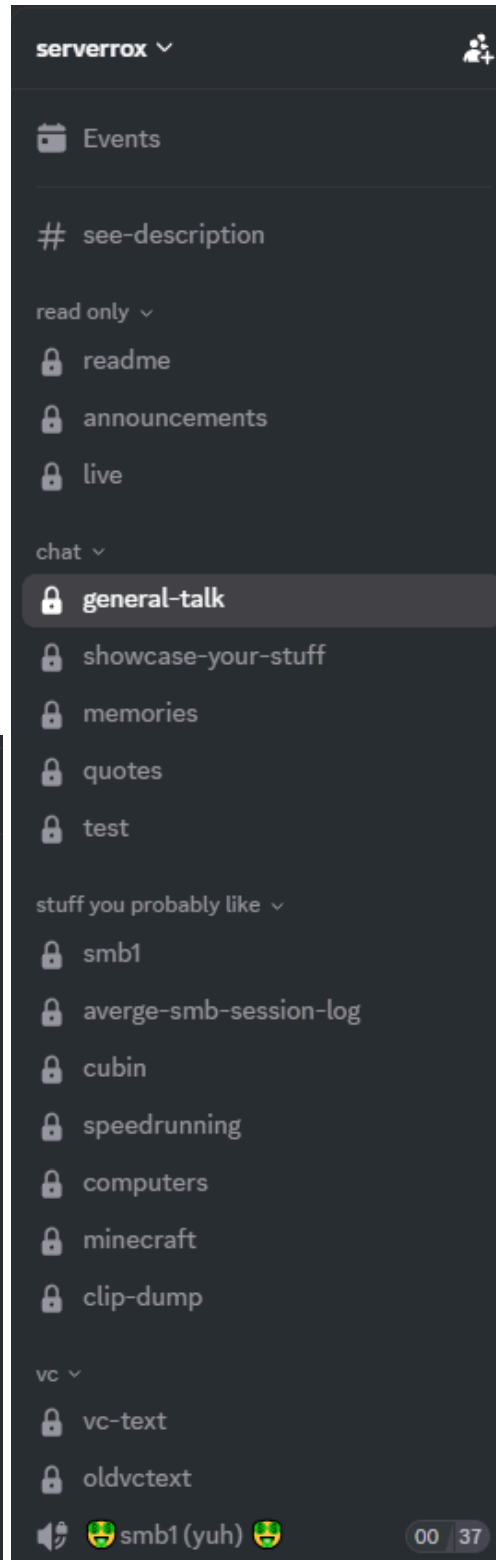 serverrox
Events
see-description
read only
readme
announcements
live
chat
general-talk
showcase-your-stuff
memories
quotes
test
stuff you probably like
smb1
averge-smb-session-log
cubin
speedrunning
computers
minecraft
clip-dump
vc
vc-text
oldvctext
🤑 smb1 (yuh) 🤑 00 37